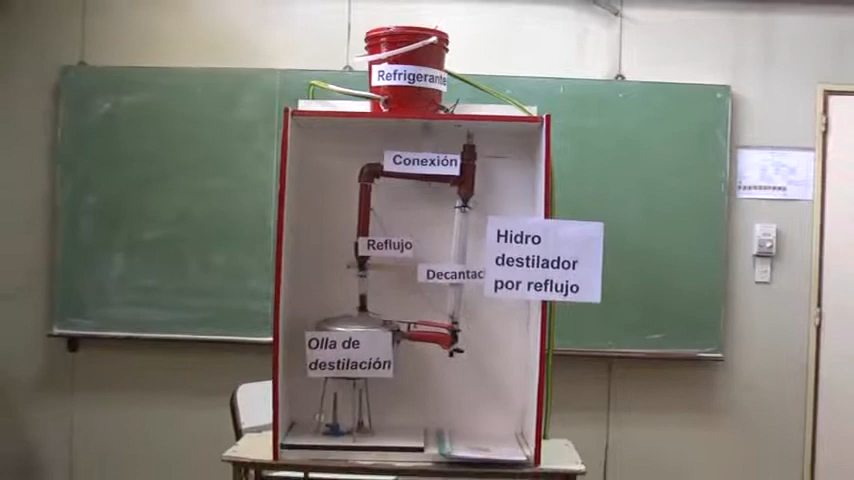 Refrigerante
Conexión
Reflujo
Decantac
Hidro
destilador
por reflujo
Olla de
destilación